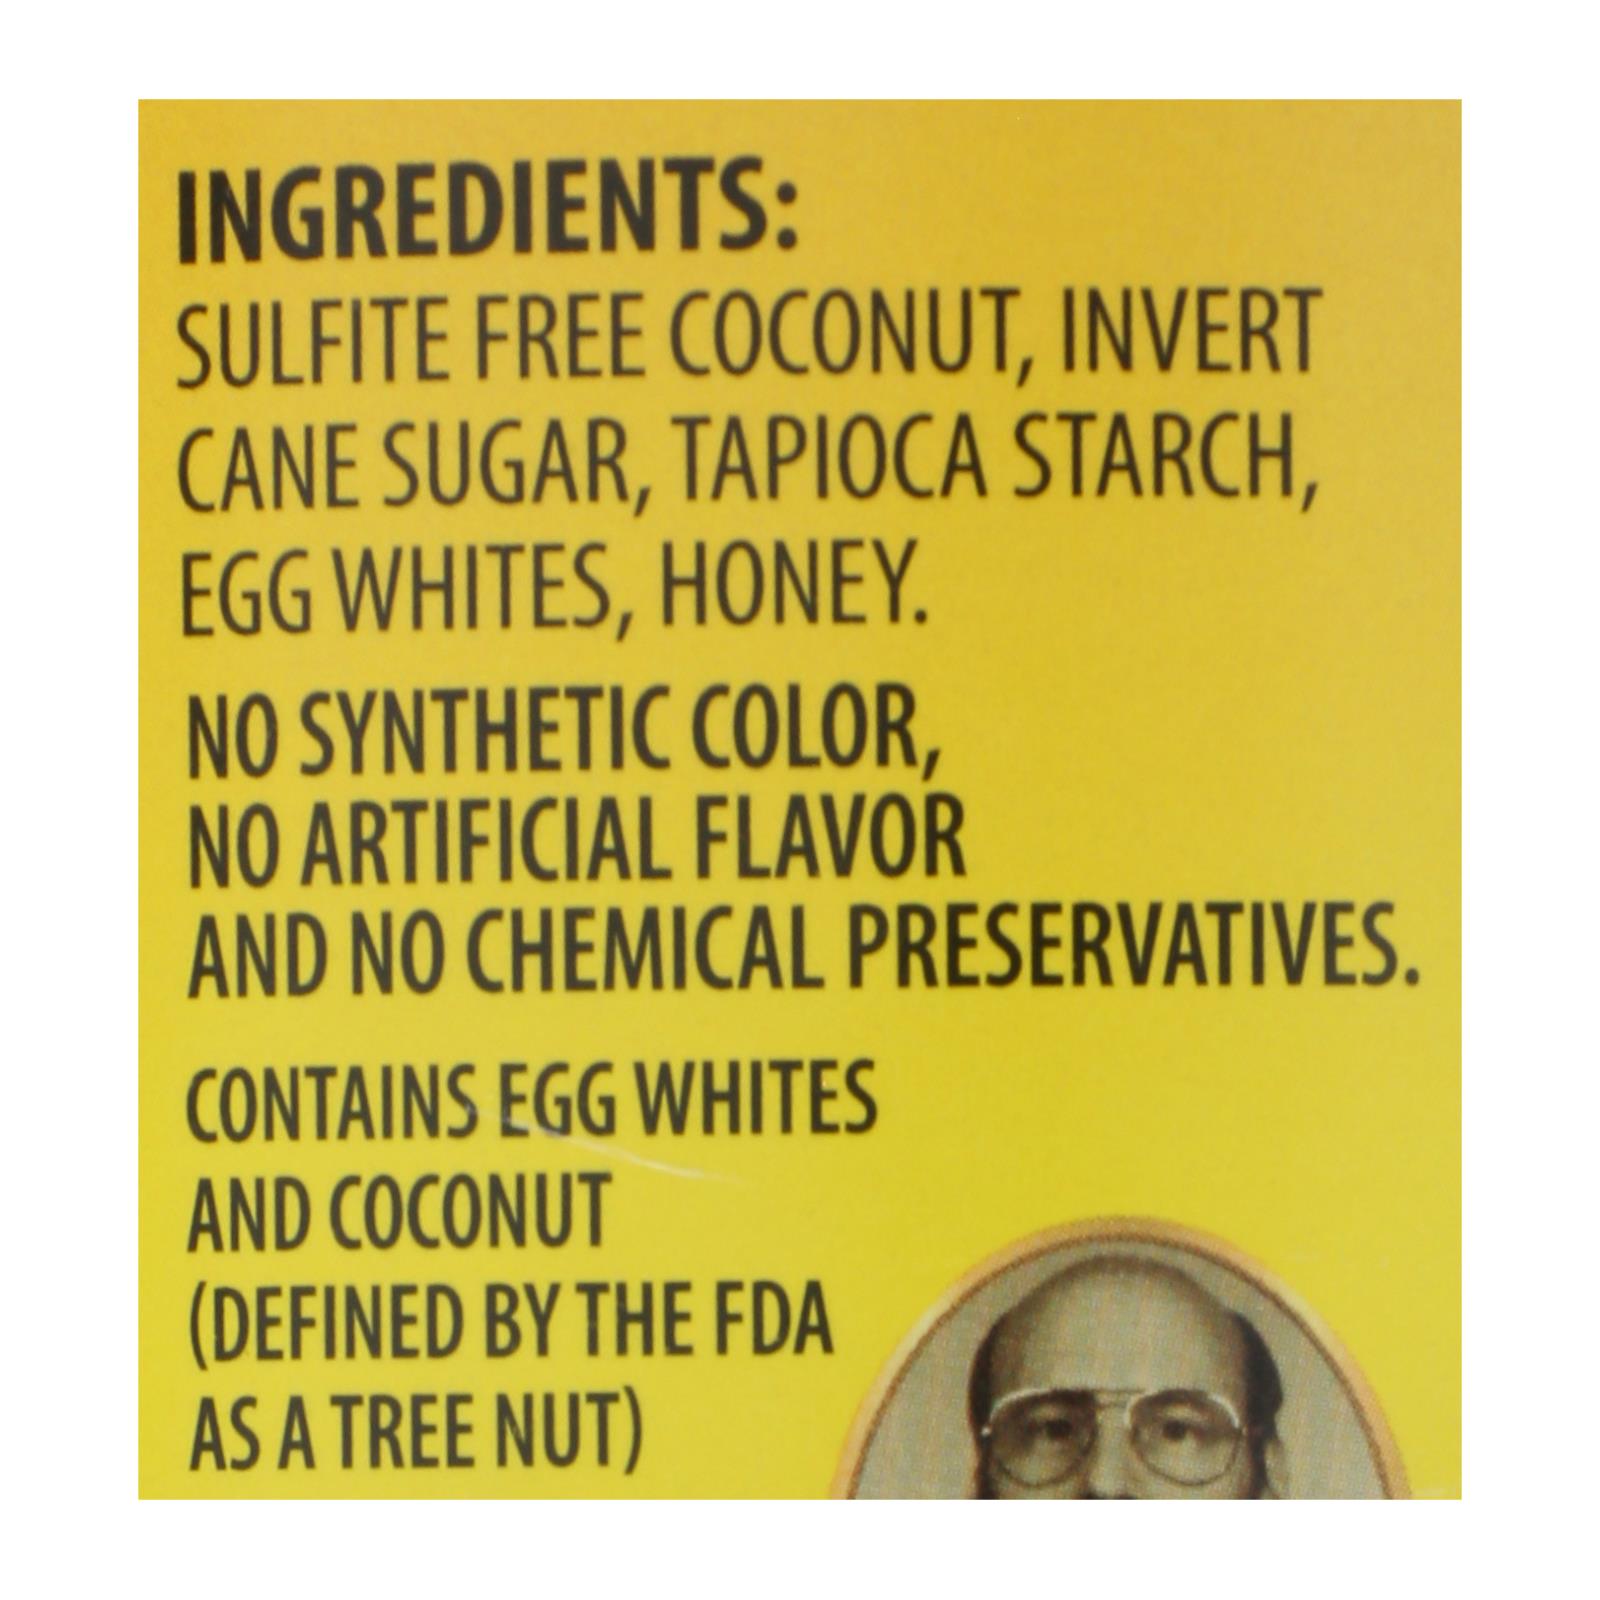 INGREDIENTS:
SULFITE FREE COCONUT, INVERT
CANE SUGAR, TAPIOCA STARCH,
EGG WHITES, HONEY.
NO SYNTHETIC COLOR,
NO ARTIFICIAL FLAVOR
AND NO CHEMICAL PRESERVATIVES.
CONTAINS EGG WHITES
AND COCONUT
(DEFINED BY THE FDA
AS A TREE NUT)